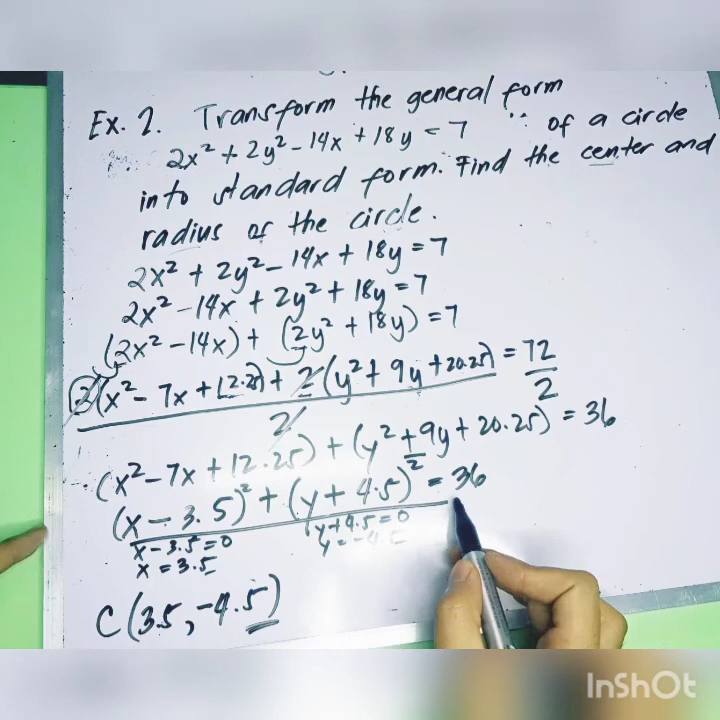 Ex. 2. Transform the general form
2x² + 2y² - 14x + 18y = 7 of a circle
into standard form. Find the center and
radius of the circle.
2x² + 2y² - 14x + 18y = 7
2x² - 14x + 2y² + 18y = 7
(2x² - 14x) + (2y² + 18y) = 7
2(x² - 7x + 12.25) + 2(y² + 9y + 20.25) = 72
2 2
(x² - 7x + 12.25) + (y² + 9y + 20.25) = 36
(x - 3.5)² + (y + 4.5)² = 36
x - 3.5 = 0 y + 4.5 = 0
x = 3.5 y = -4.5
C (3.5, -4.5)
InShOt